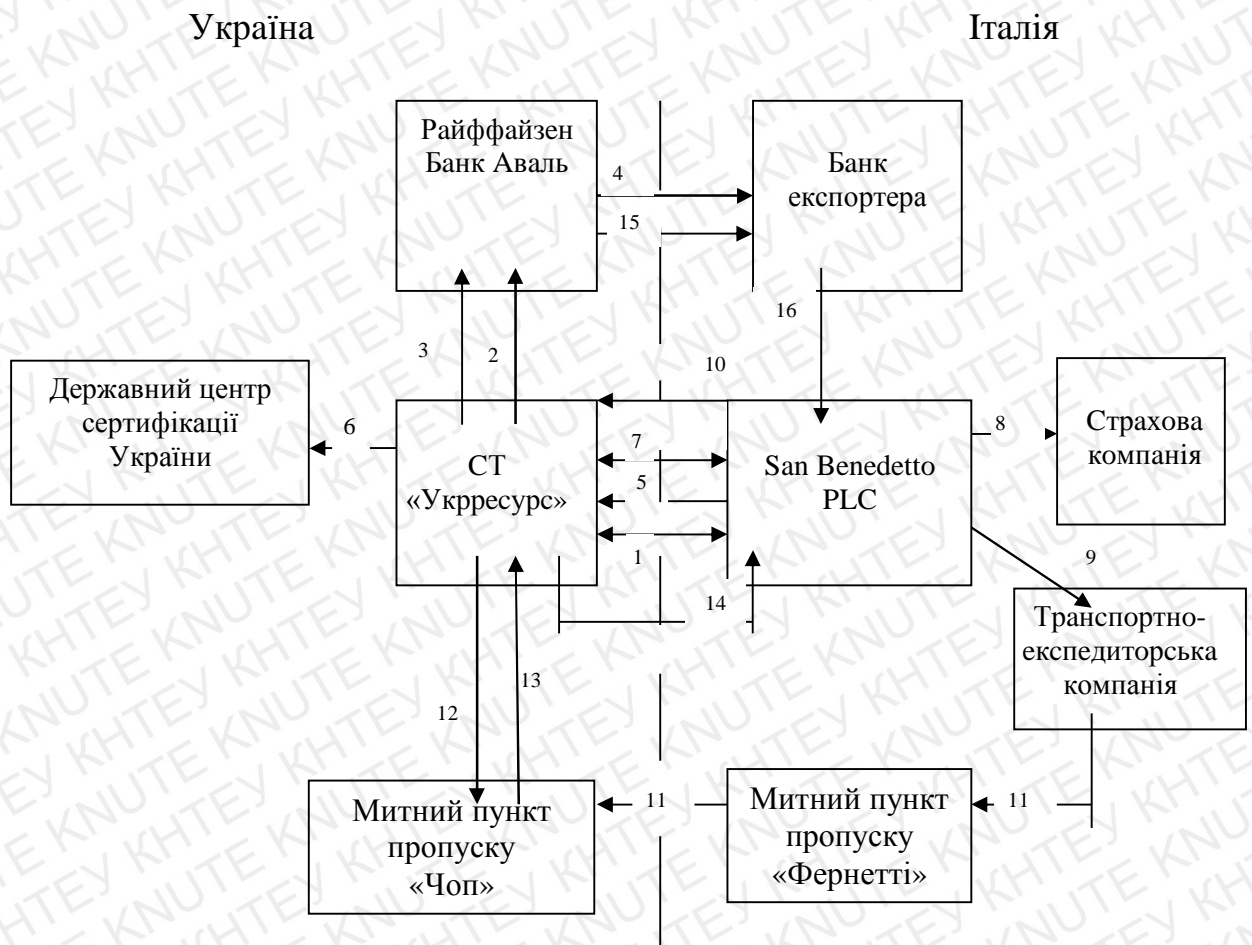 Україна
Італія
Райффайзен
Банк Аваль
Банк
експортера
4
15
16
3
2
10
Державний центр
сертифікації
України
6
СТ
«Укрресурс»
7
5
1
San Benedetto
PLC
8
Страхова
компанія
9
14
Транспортно-
експедиторська
компанія
12
13
Митний пункт
пропуску
«Чоп»
11
Митний пункт
пропуску
«Фернетті»
11
КНТЕУ KNUTE